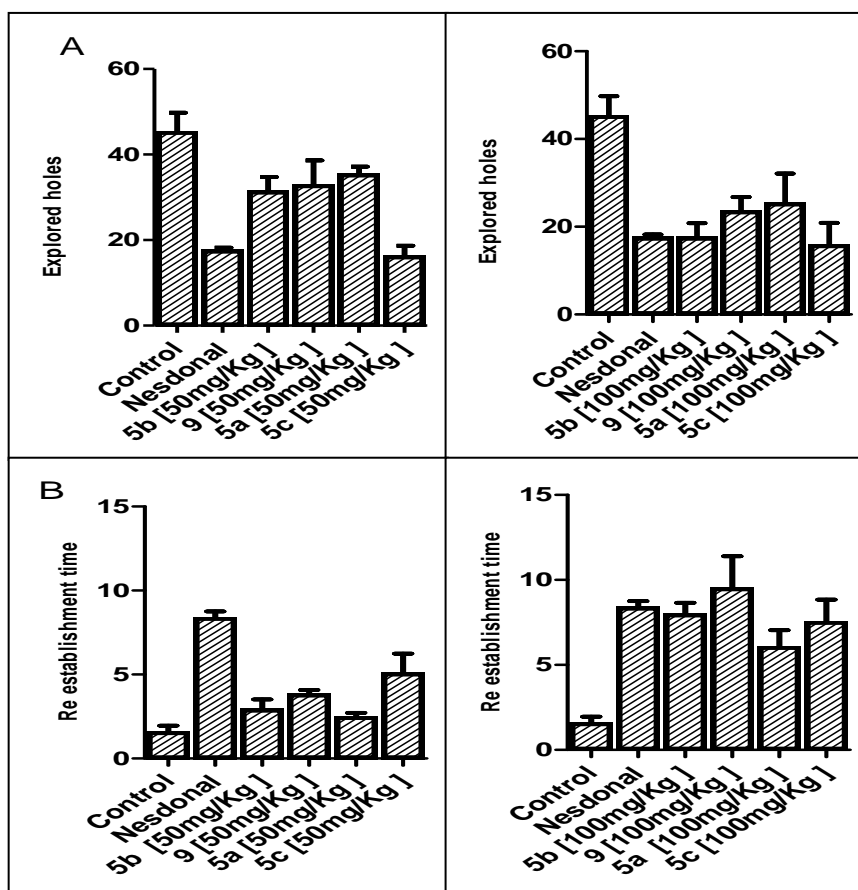 A
Explored holes
60
40
20
0
Control
Nesdonal
5b [50mg/Kg ]
9 [50mg/Kg ]
5a [50mg/Kg ]
5c [50mg/Kg ]
Explored holes
60
40
20
0
Control
Nesdonal
5b [100mg/Kg ]
9 [100mg/Kg ]
5a [100mg/Kg ]
5c [100mg/Kg ]
B
Re establishment time
15
10
5
0
Control
Nesdonal
5b [50mg/Kg ]
9 [50mg/Kg ]
5a [50mg/Kg ]
5c [50mg/Kg ]
Re establishment time
15
10
5
0
Control
Nesdonal
5b [100mg/Kg ]
9 [100mg/Kg ]
5a [100mg/Kg ]
5c [100mg/Kg ]